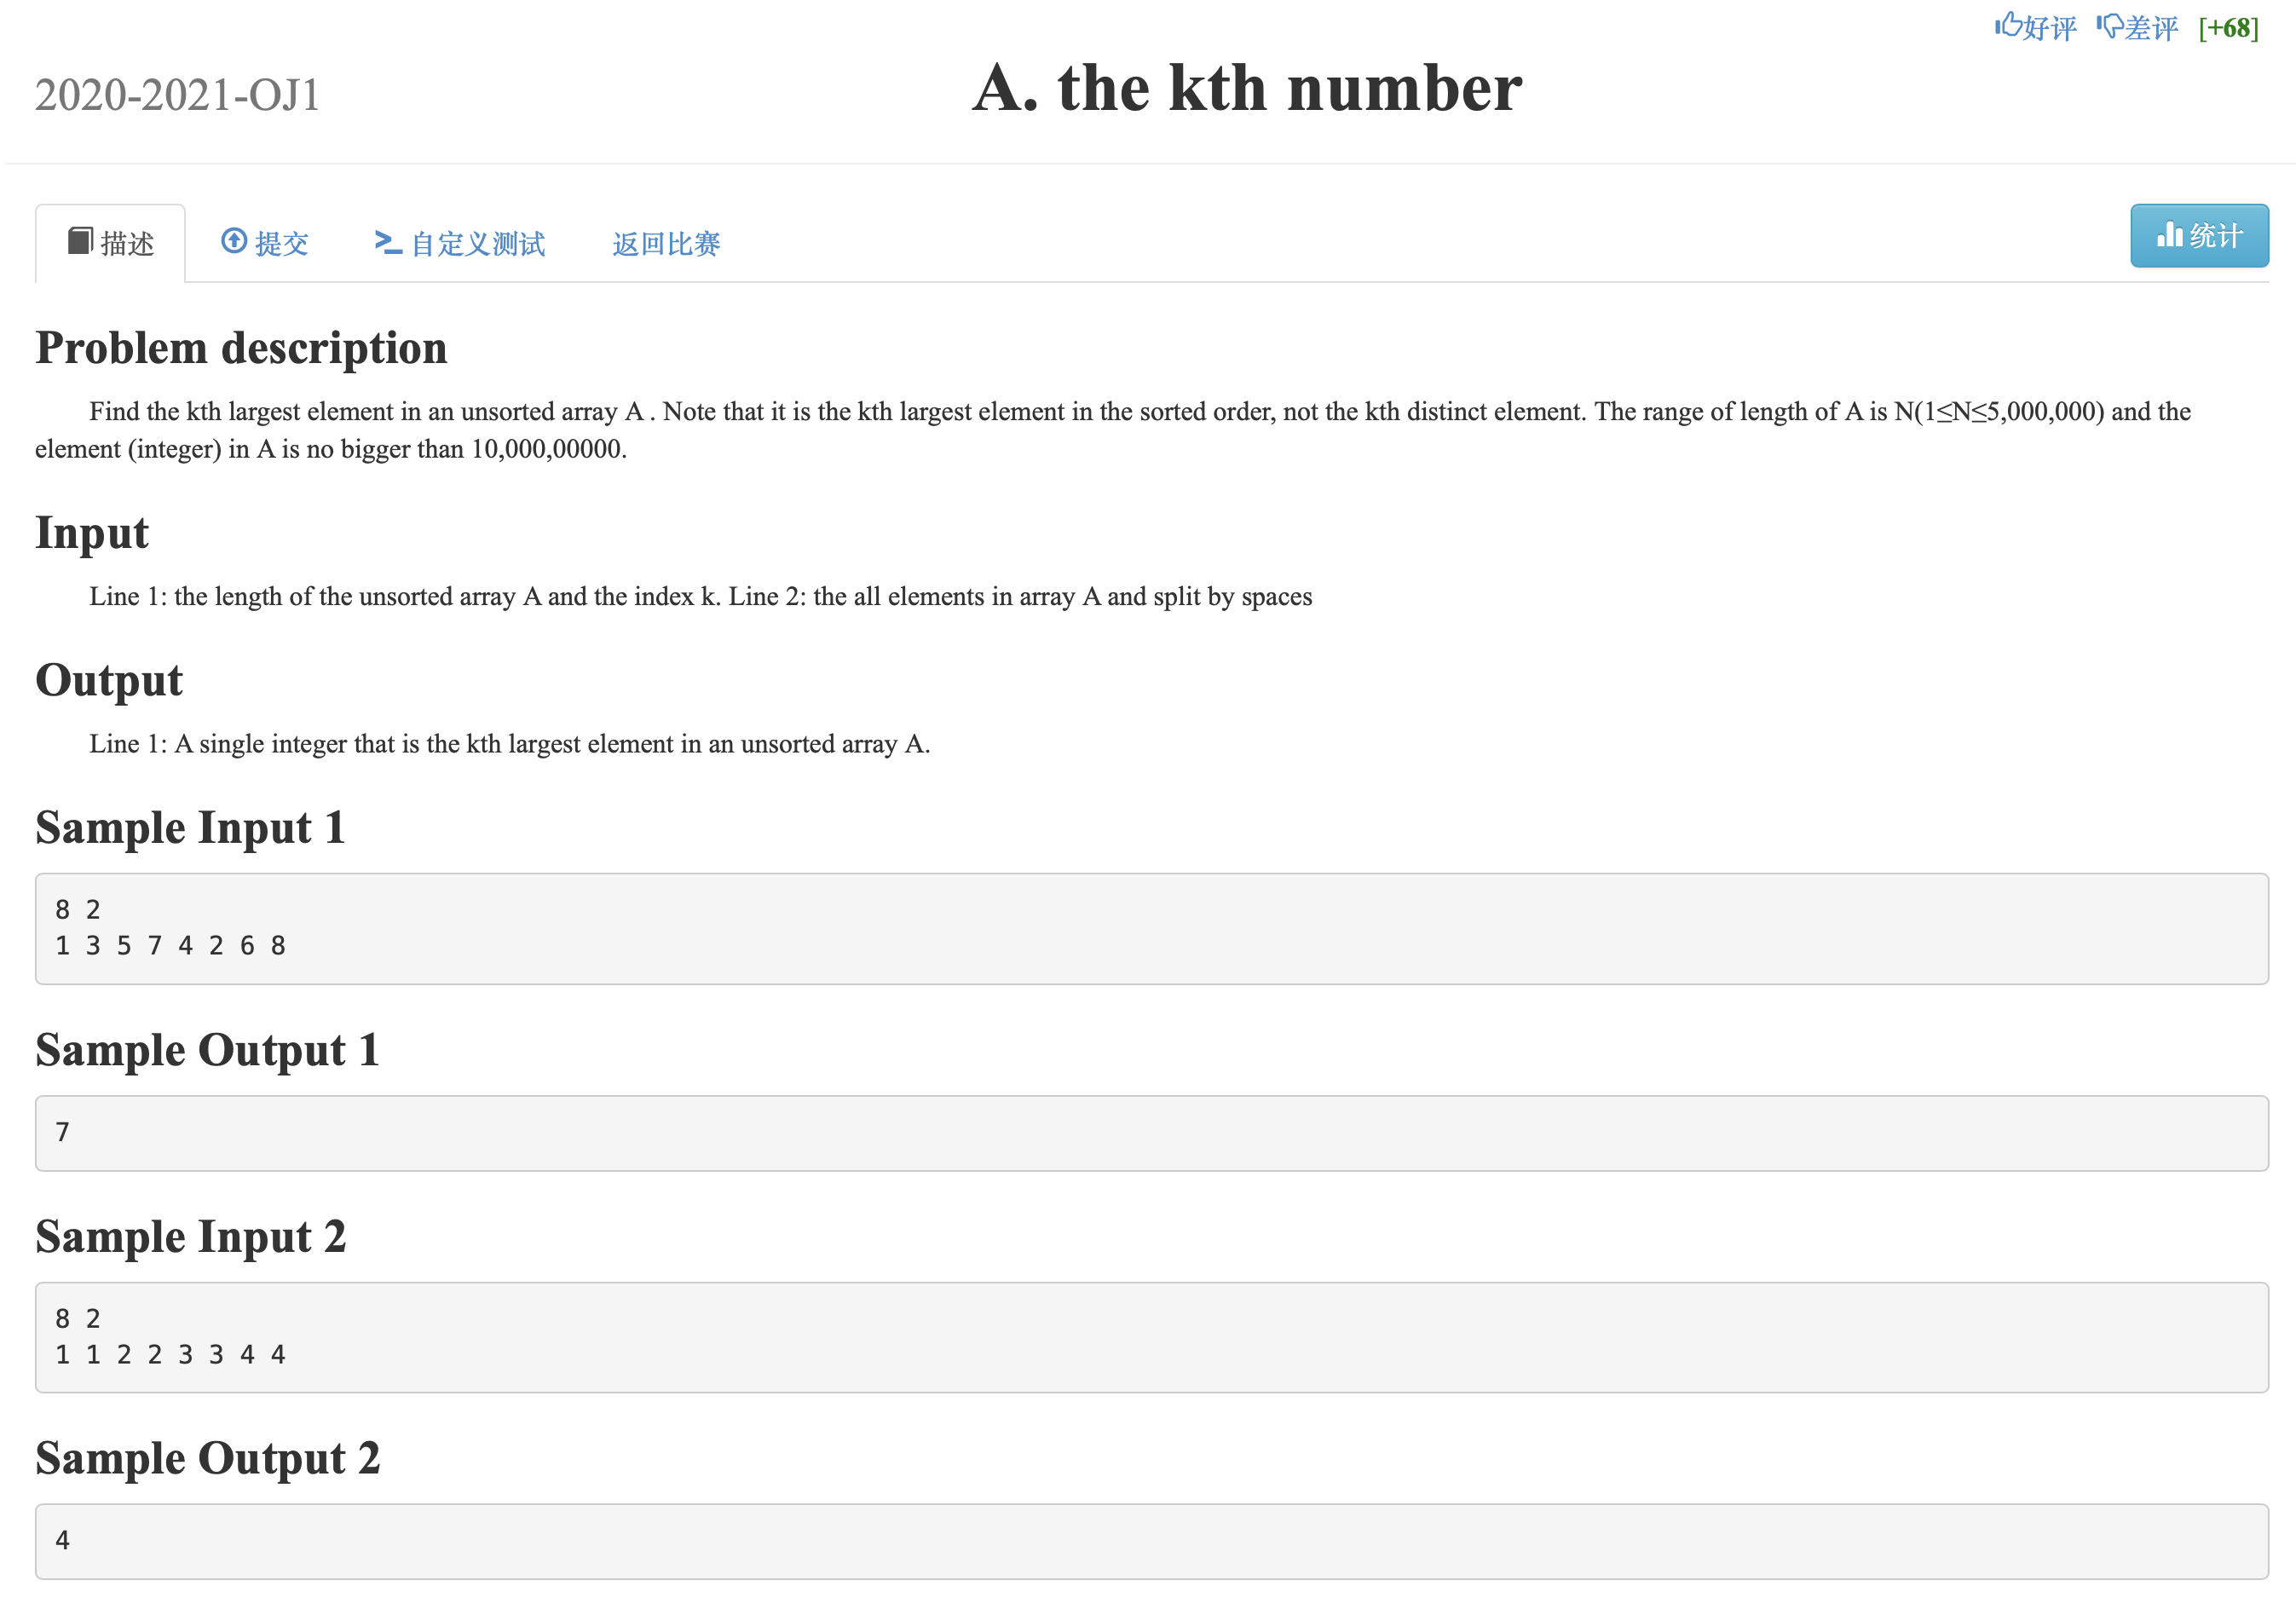 好评 差评 [+68]
2020-2021-OJ1
A. the kth number
描述 提交 自定义测试 返回比赛 统计
Problem description
Find the kth largest element in an unsorted array A . Note that it is the kth largest element in the sorted order, not the kth distinct element. The range of length of A is N(1≤N≤5,000,000) and the
element (integer) in A is no bigger than 10,000,00000.
Input
Line 1: the length of the unsorted array A and the index k. Line 2: the all elements in array A and split by spaces
Output
Line 1: A single integer that is the kth largest element in an unsorted array A.
Sample Input 1
8 2
1 3 5 7 4 2 6 8
Sample Output 1
7
Sample Input 2
8 2
1 1 2 2 3 3 4 4
Sample Output 2
4